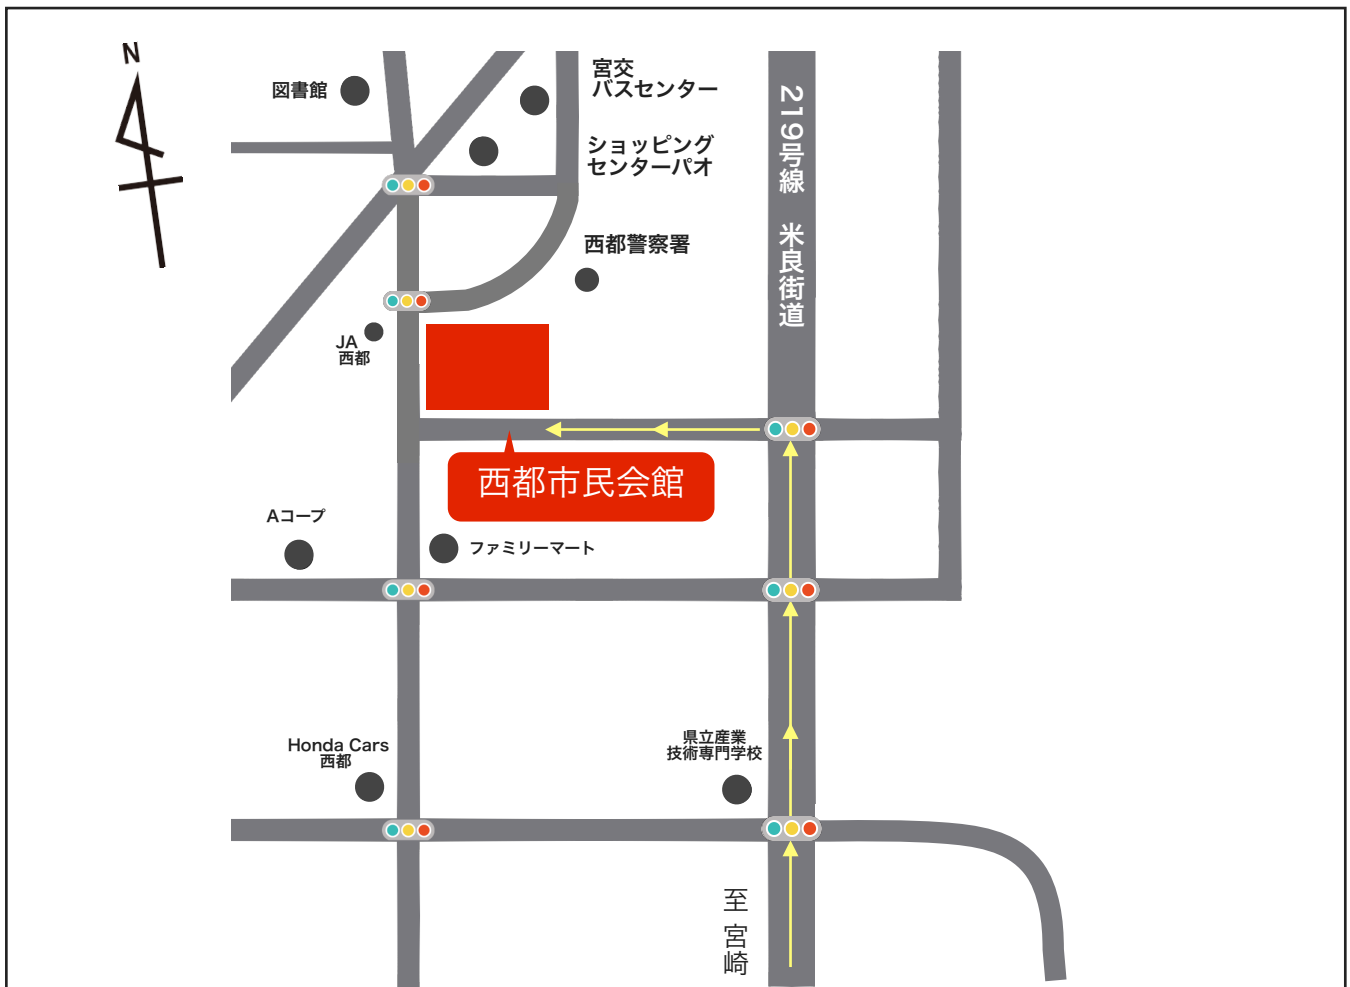 N
図書館
宮交
バスセンター
ショッピング
センターパオ
219号線 米良街道
西都警察署
JA
西都
西都市民会館
Aコープ
ファミリーマート
Honda Cars
西都
県立産業
技術専門学校
至 宮崎